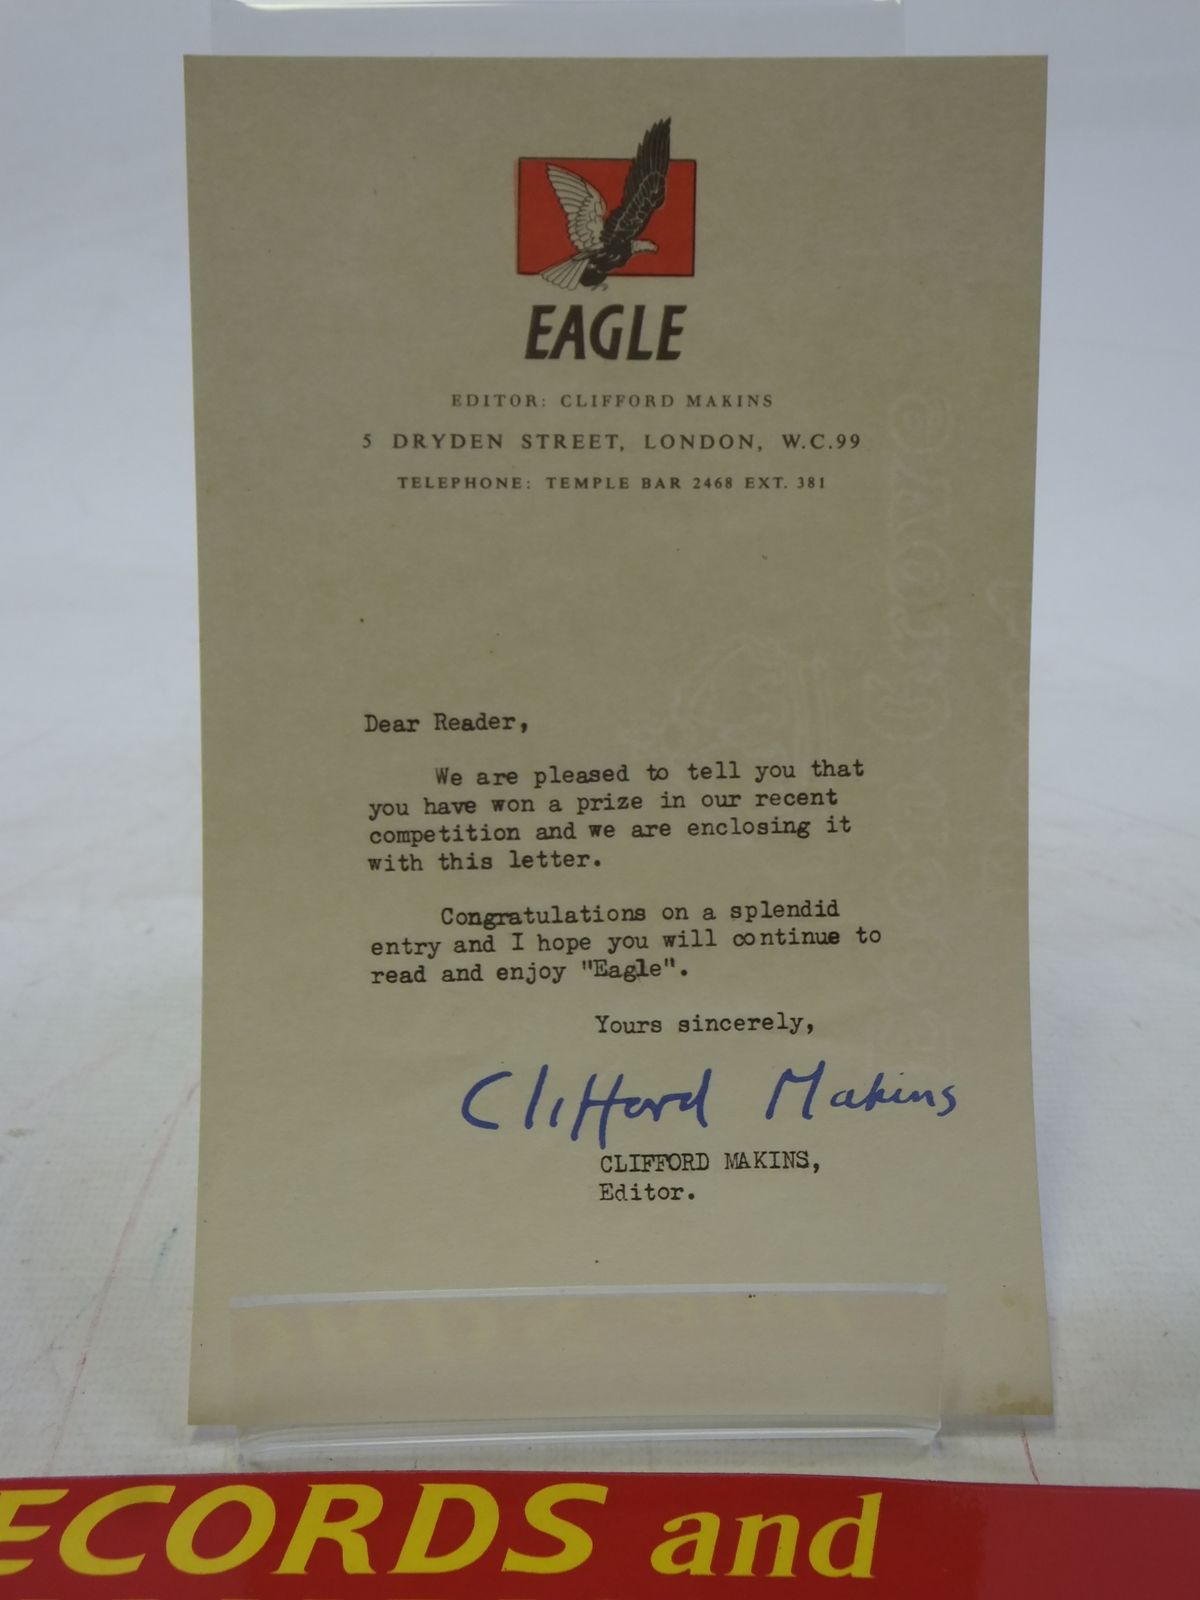 EAGLE
EDITOR: CLIFFORD MAKINS
5 DRYDEN STREET, LONDON, W.C.99
TELEPHONE: TEMPLE BAR 2468 EXT. 381
Dear Reader,
We are pleased to tell you that
you have won a prize in our recent
competition and we are enclosing it
with this letter.
Congratulations on a splendid
entry and I hope you will continue to
read and enjoy "Eagle".
Yours sincerely,
Clifford Makins
CLIFFORD MAKINS,
Editor.
ECORDS and